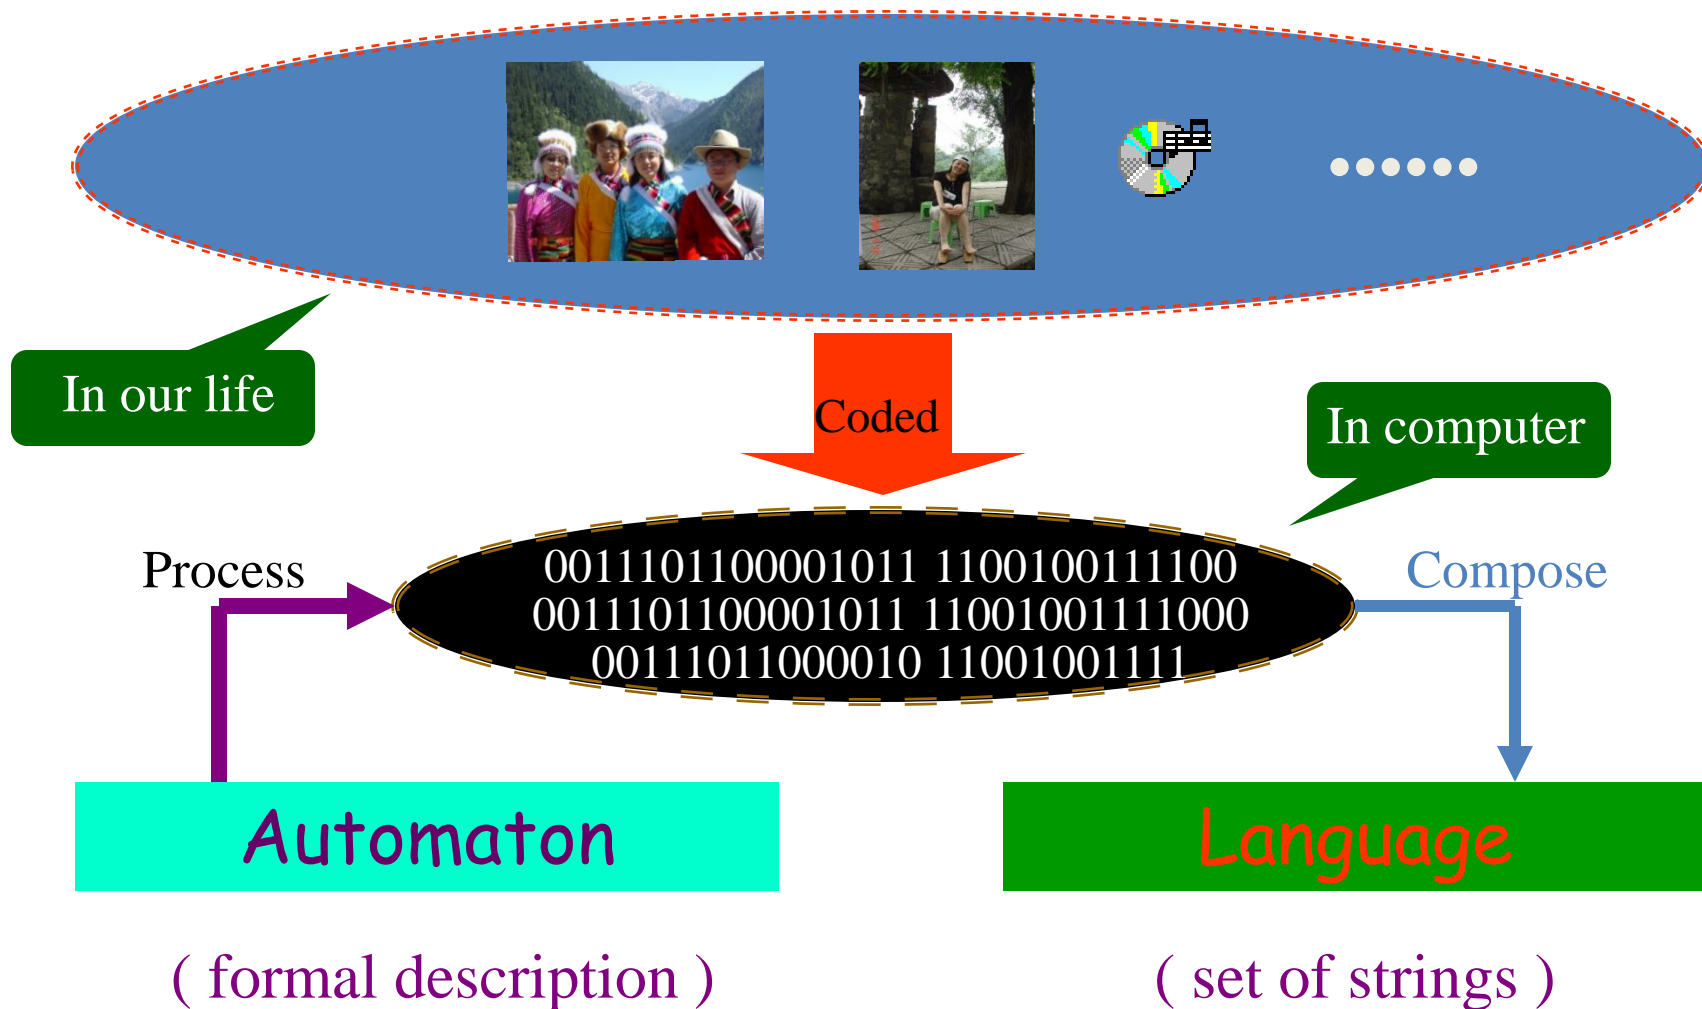 In our life
Coded
In computer
Process
0011101100001011 1100100111100
Compose
0011101100001011 11001001111000
00111011000010 11001001111
Automaton
Language
( formal description )
( set of strings )